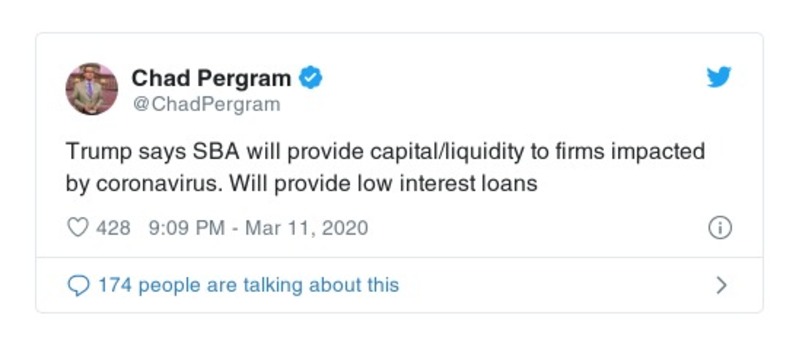 Chad Pergram
@ChadPergram
Trump says SBA will provide capital/liquidity to firms impacted
by coronavirus. Will provide low interest loans
428 9:09 PM - Mar 11, 2020
174 people are talking about this